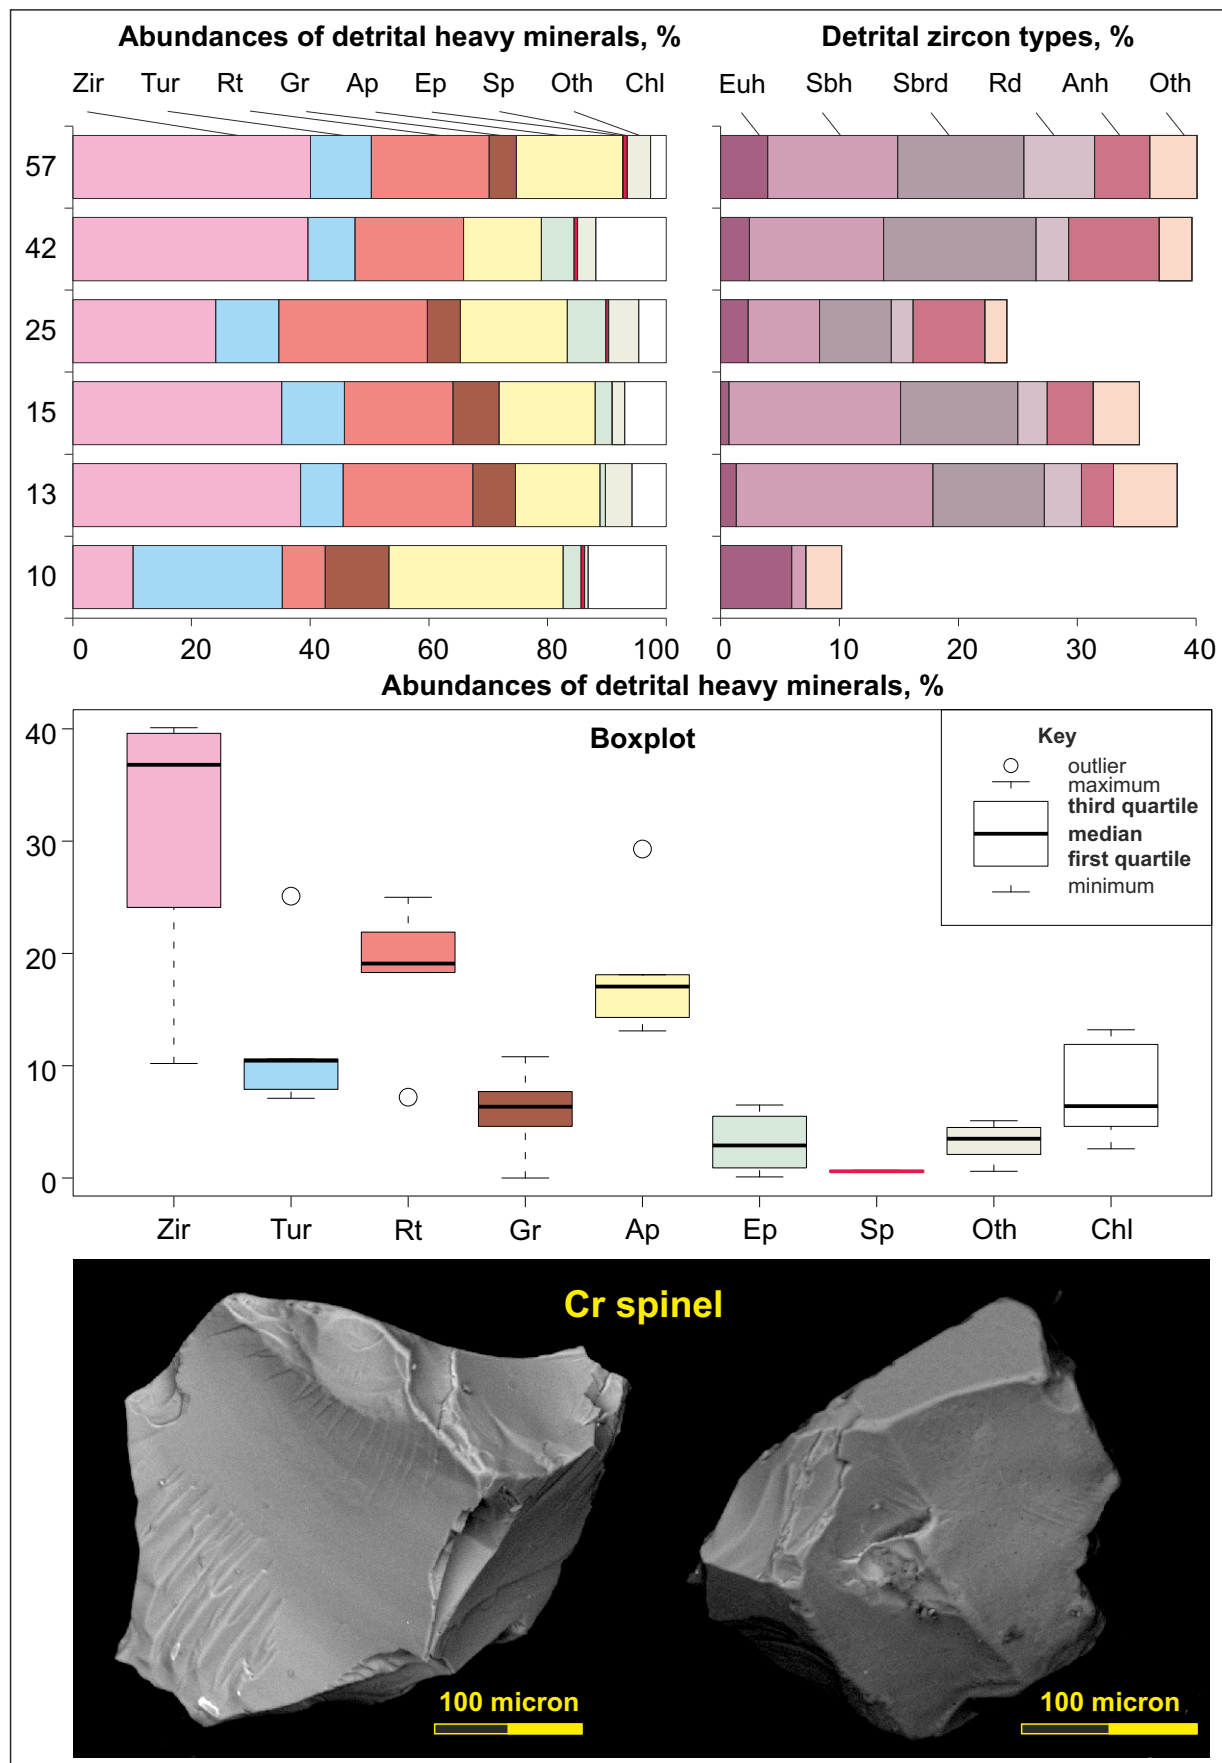 Abundances of detrital heavy minerals, %
Detrital zircon types, %
Zir Tur Rt Gr Ap Ep Sp Oth Chl
Euh Sbh Sbrd Rd Anh Oth
57
42
25
15
13
10
0 20 40 60 80 100
0 10 20 30 40
Abundances of detrital heavy minerals, %
Boxplot
Key
outlier
maximum
third quartile
median
first quartile
minimum
40
30
20
10
0
Zir Tur Rt Gr Ap Ep Sp Oth Chl
Cr spinel
100 micron
100 micron